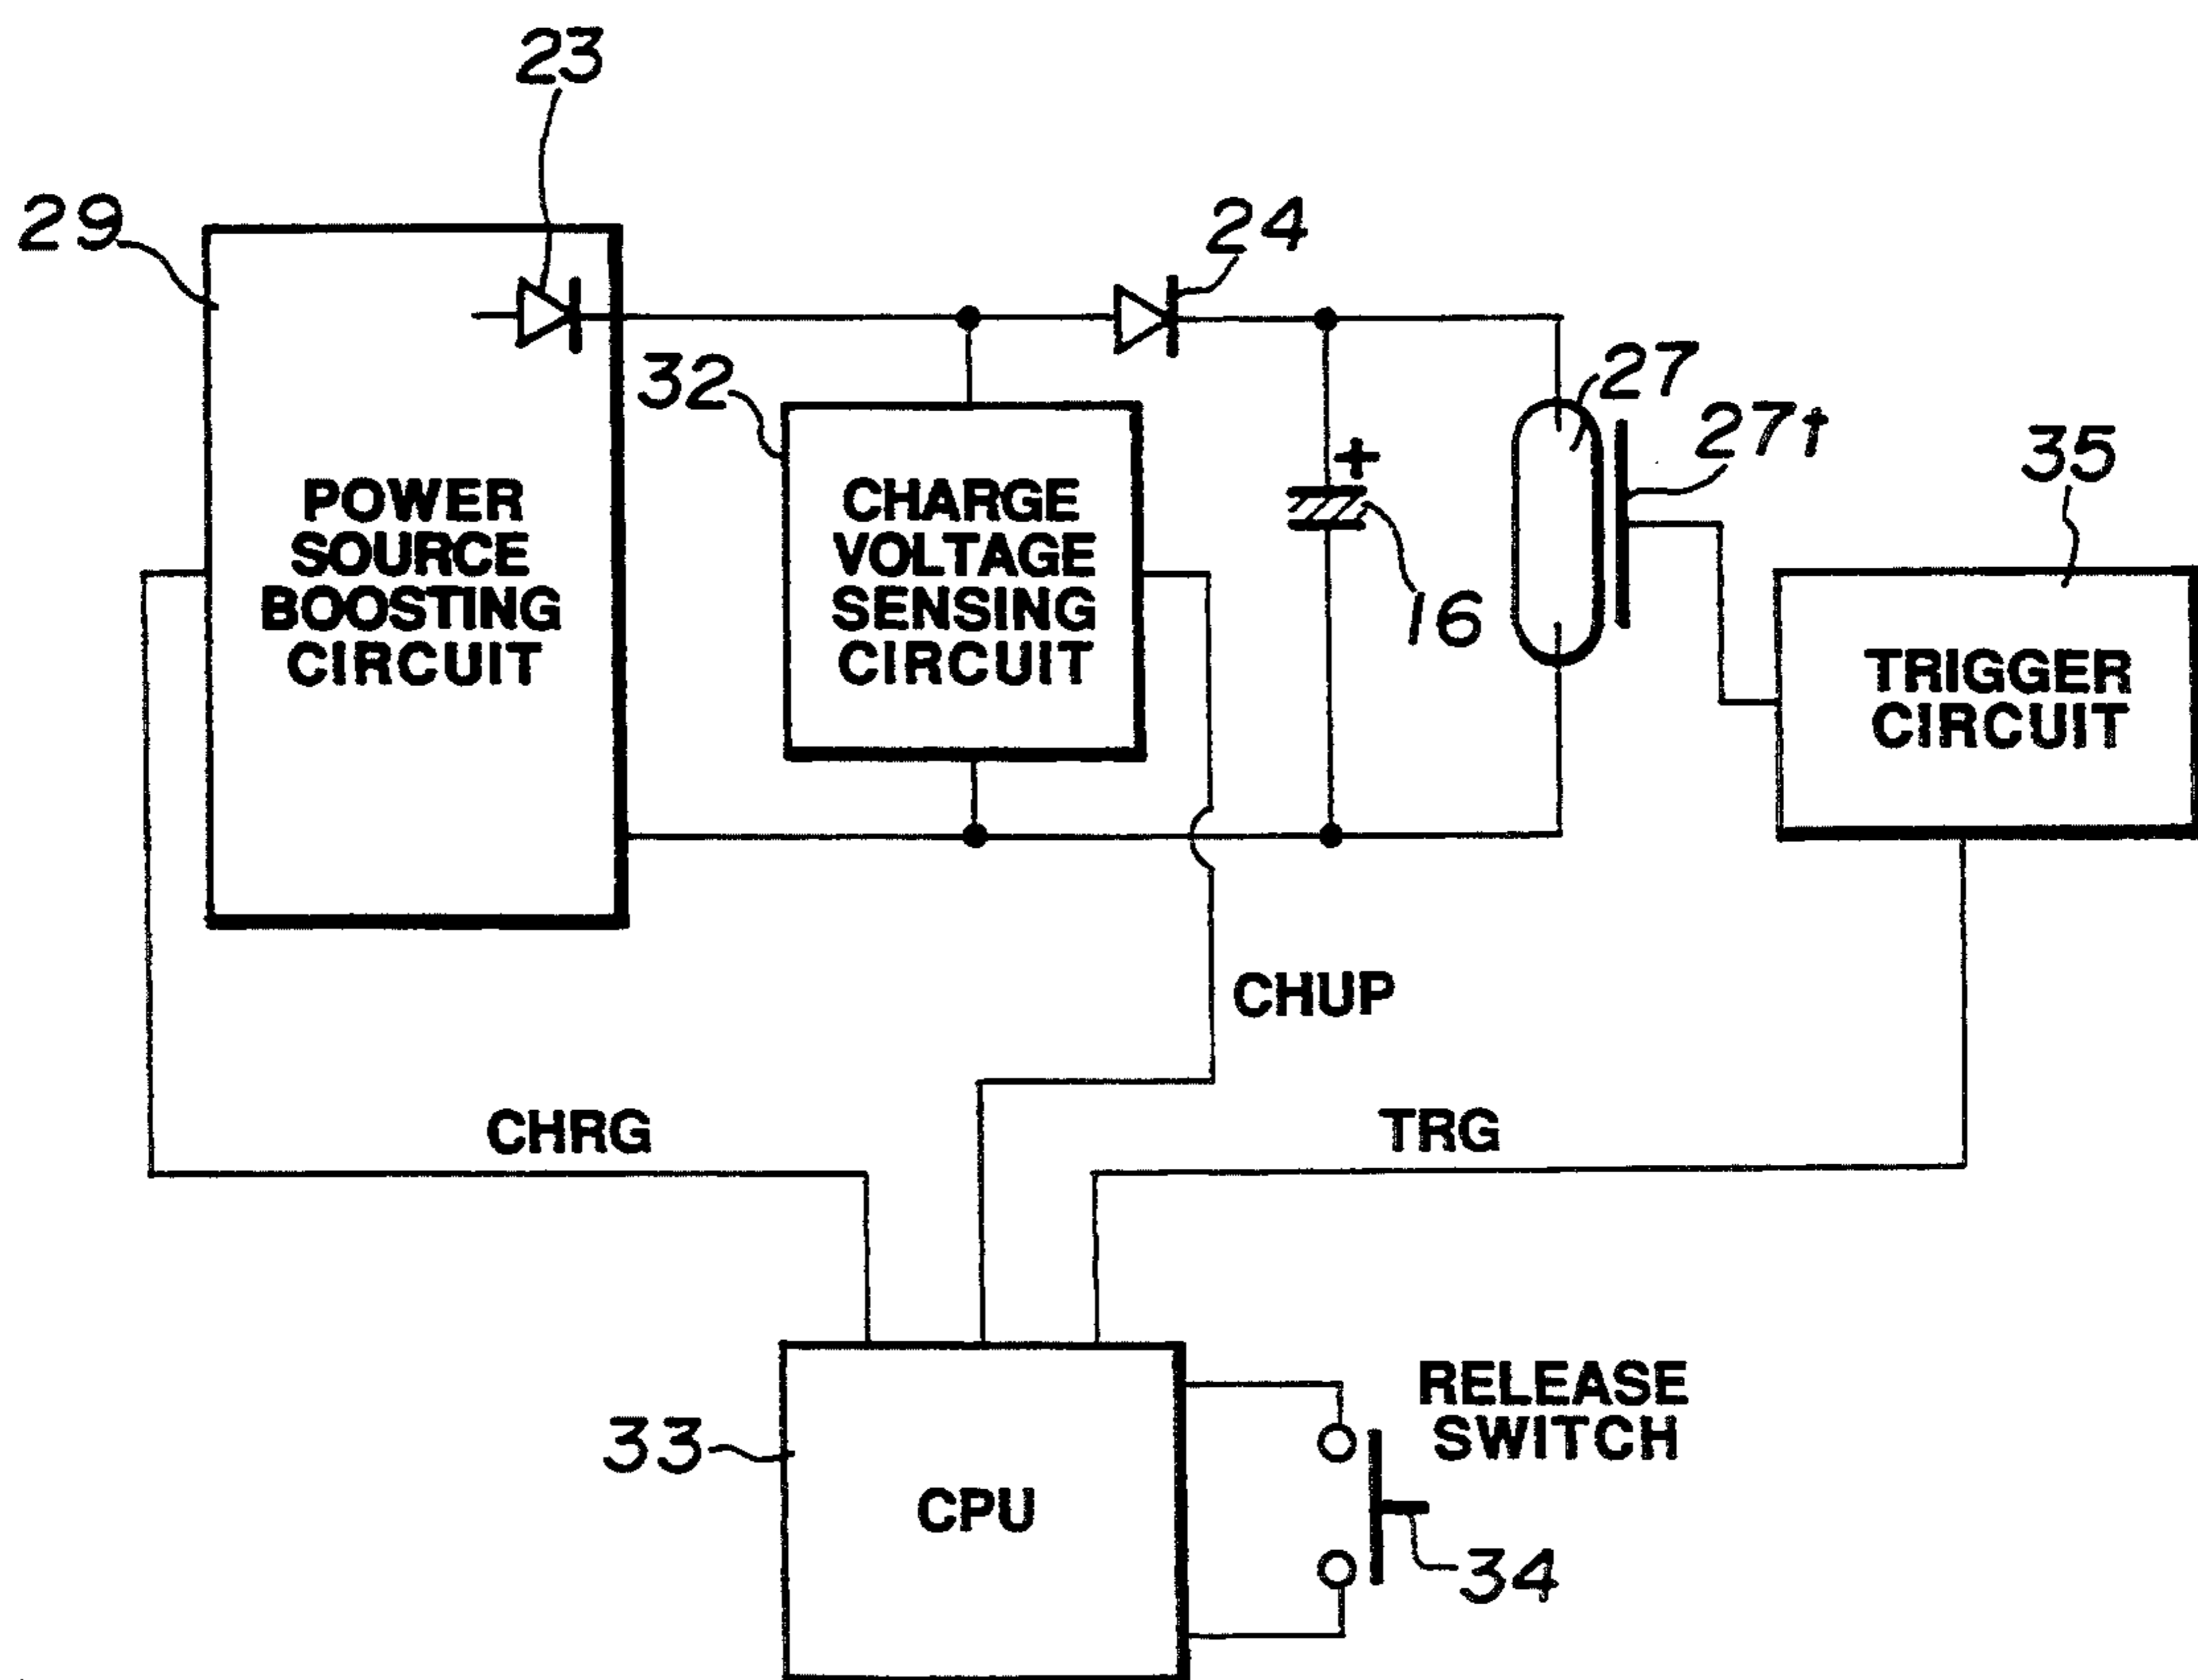 23
29
24
32
27
27t
35
POWER
SOURCE
BOOSTING
CIRCUIT
CHARGE
VOLTAGE
SENSING
CIRCUIT
+
16
TRIGGER
CIRCUIT
CHUP
CHRG
TRG
33
CPU
RELEASE
SWITCH
34